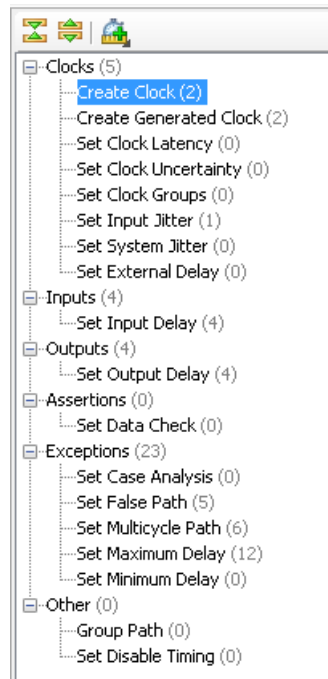 Clocks (5)
Create Clock (2)
Create Generated Clock (2)
Set Clock Latency (0)
Set Clock Uncertainty (0)
Set Clock Groups (0)
Set Input Jitter (1)
Set System Jitter (0)
Set External Delay (0)
Inputs (4)
Set Input Delay (4)
Outputs (4)
Set Output Delay (4)
Assertions (0)
Set Data Check (0)
Exceptions (23)
Set Case Analysis (0)
Set False Path (5)
Set Multicycle Path (6)
Set Maximum Delay (12)
Set Minimum Delay (0)
Other (0)
Group Path (0)
Set Disable Timing (0)